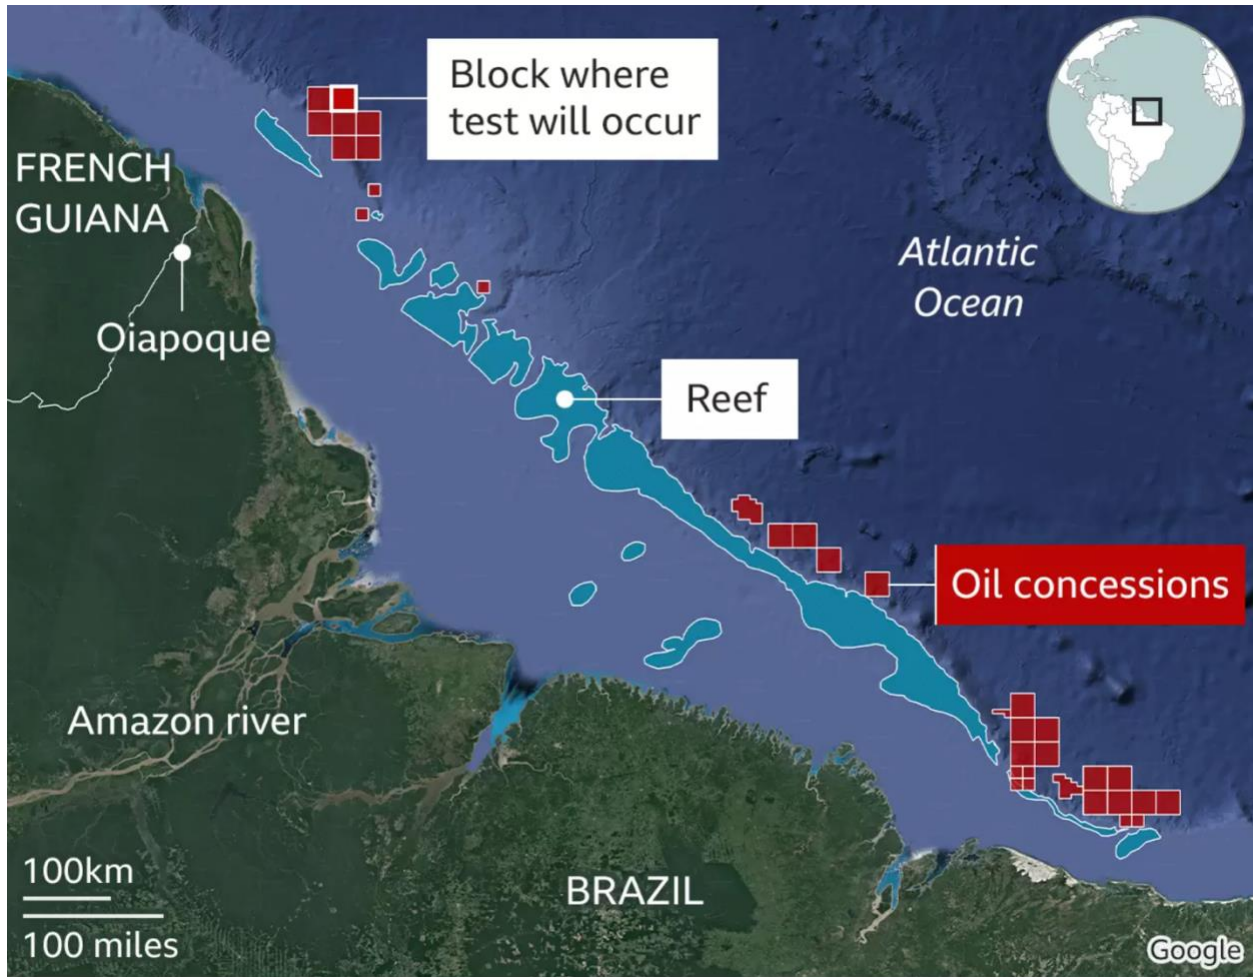 Block where
test will occur
FRENCH
GUIANA
Atlantic
Ocean
Oiapoque
Reef
Oil concessions
Amazon river
100km
BRAZIL
100 miles
Google